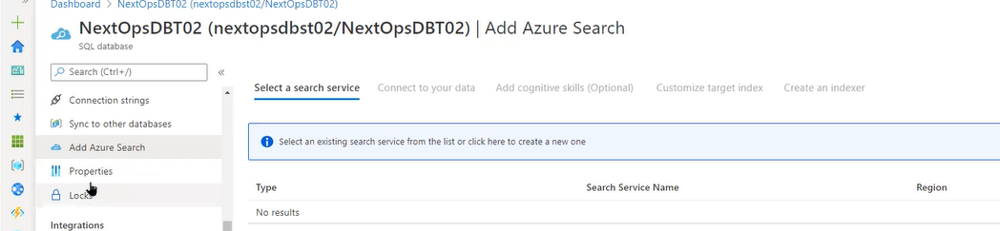 Dashboard > NextOpsDBT02 (nextopsdbst02/NextOpsDBT02)
NextOpsDBT02 (nextopsdbst02/NextOpsDBT02) | Add Azure Search
SQL database
Search (Ctrl+/)
«
Connection strings
Sync to other databases
Add Azure Search
Properties
Locks
Integrations
Select a search service Connect to your data Add cognitive skills (Optional) Customize target index Create an indexer
Select an existing search service from the list or click here to create a new one
Type Search Service Name Region
No results